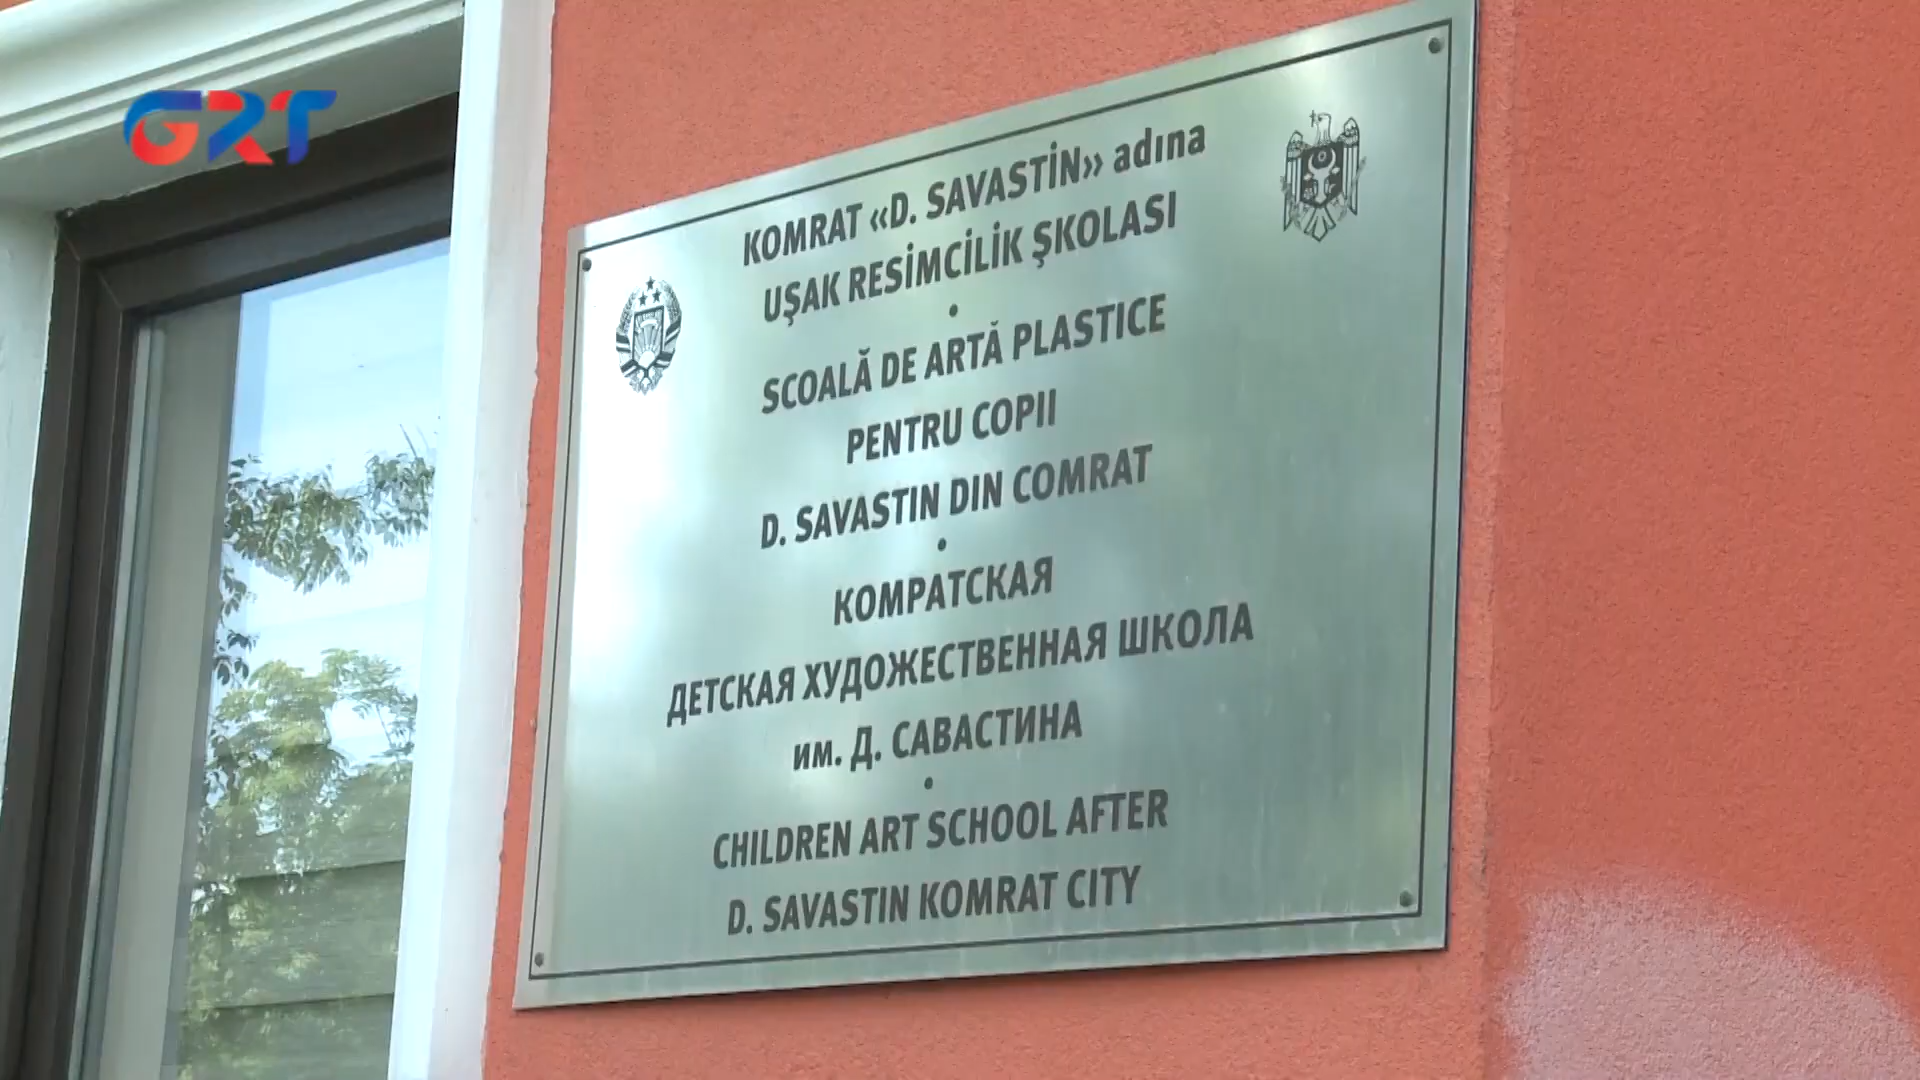 GRT
KOMRAT «D. SAVASTİN» adına
UŞAK RESİMCİLİK ŞKOLASI
•
SCOALĂ DE ARTĂ PLASTICE
PENTRU COPII
D. SAVASTIN DIN COMRAT
•
КОМРАТСКАЯ
ДЕТСКАЯ ХУДОЖЕСТВЕННАЯ ШКОЛА
им. Д. САВАСТИНА
•
CHILDREN ART SCHOOL AFTER
D. SAVASTIN KOMRAT CITY